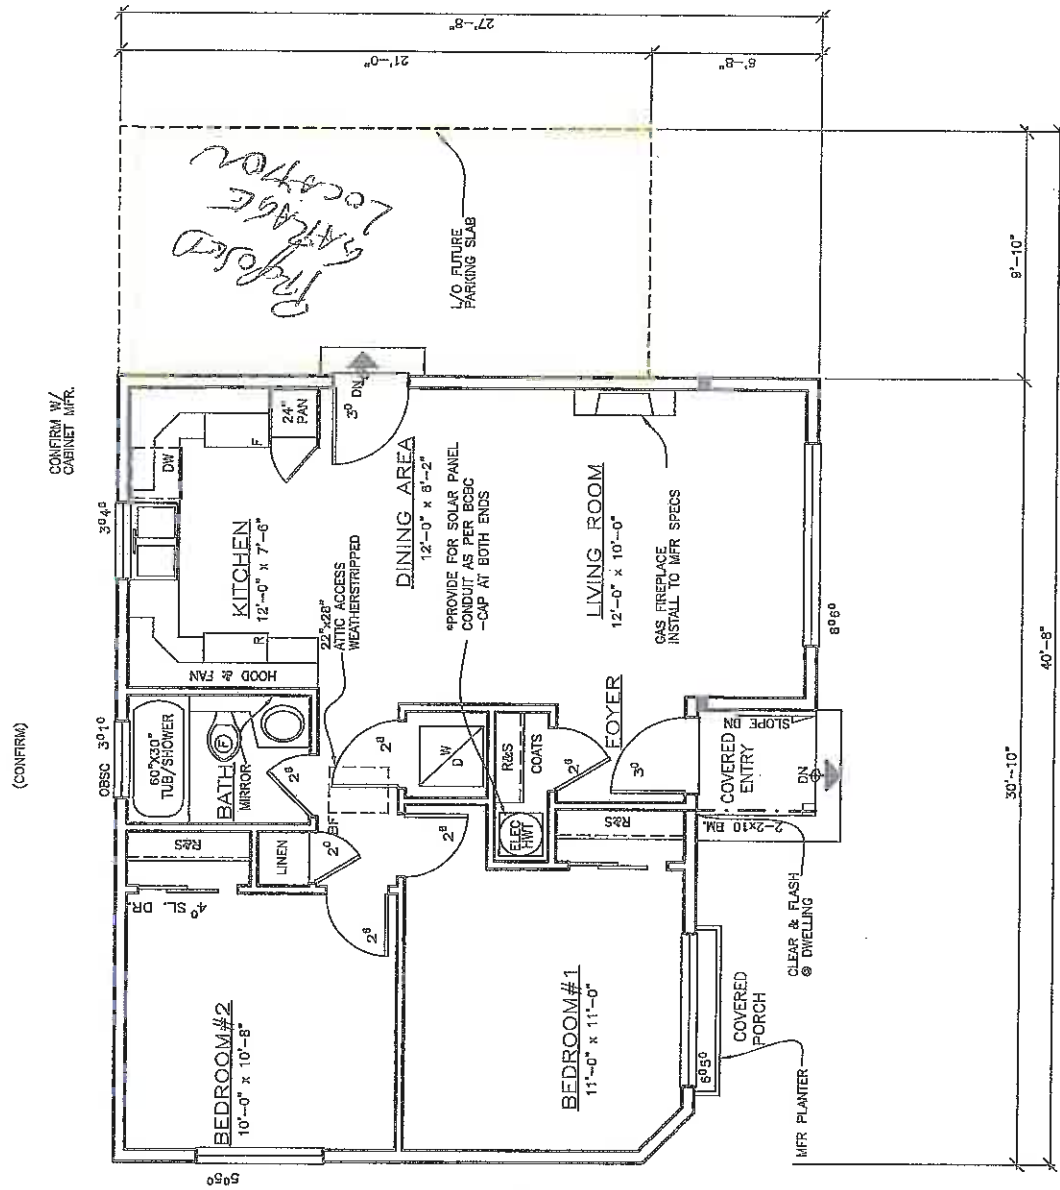 (CONFIRM)
CONFIRM W/
CABINET MFR.
5⁰5⁰
OBSC 3⁰1⁰
3⁰4⁶
BEDROOM#2
10'-0" x 10'-8"
4⁰ SL. DR.
R&S
LINEN
2⁰
2⁶
60"X30"
TUB/SHOWER
BATH
MIRROR
2⁶
BF
HOOD & FAN
R
KITCHEN
12'-0" x 7'-6"
DW
F
24"
PAN
22"x28"
ATTIC ACCESS
WEATHERSTRIPPED
3⁰ DN
DINING AREA
12'-0" x 8'-2"
*PROVIDE FOR SOLAR PANEL
CONDUIT AS PER BCBC
-CAP AT BOTH ENDS
2⁸
D W
2⁸
R&S
COATS
2⁶
ELEC
HWT
BEDROOM#1
11'-0" x 11'-0"
R&S
FOYER
3⁰
LIVING ROOM
12'-0" x 10'-0"
GAS FIREPLACE
INSTALL TO MFR SPECS
PROPOSED
GARAGE
LOCATION
L/O FUTURE
PARKING SLAB
21'-0"
6'-8"
27'-8"
6⁰5⁰
COVERED
PORCH
MFR PLANTER
CLEAR & FLASH
@ DWELLING
2-2x10 BM.
COVERED
ENTRY
DN
SLOPE DN
8⁰6⁰
30'-10"
9'-10"
40'-8"